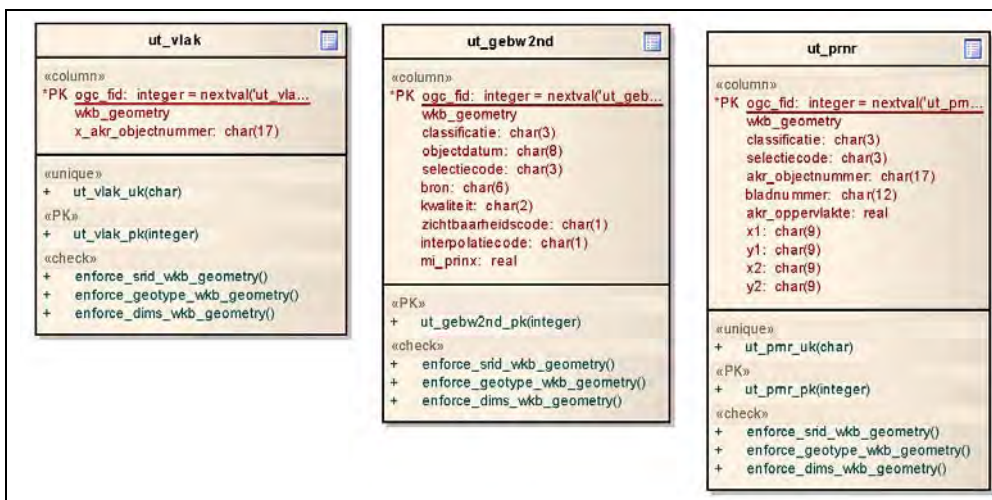 ut_vlak
«column»
*PK ogc_fid: integer = nextval('ut_vla...
wkb_geometry
x_akr_objectnummer: char(17)
«unique»
+ ut_vlak_uk(char)
«PK»
+ ut_vlak_pk(integer)
«check»
+ enforce_srid_wkb_geometry()
+ enforce_geotype_wkb_geometry()
+ enforce_dims_wkb_geometry()
ut_gebw2nd
«column»
*PK ogc_fid: integer = nextval('ut_geb...
wkb_geometry
classificatie: char(3)
objectdatum: char(8)
selectiecode: char(3)
bron: char(6)
kwaliteit: char(2)
zichtbaarheidscode: char(1)
interpolatiecode: char(1)
mi_prinx: real
«PK»
+ ut_gebw2nd_pk(integer)
«check»
+ enforce_srid_wkb_geometry()
+ enforce_geotype_wkb_geometry()
+ enforce_dims_wkb_geometry()
ut_prnr
«column»
*PK ogc_fid: integer = nextval('ut_prn...
wkb_geometry
classificatie: char(3)
selectiecode: char(3)
akr_objectnummer: char(17)
bladnummer: char(12)
akr_oppervlakte: real
x1: char(9)
y1: char(9)
x2: char(9)
y2: char(9)
«unique»
+ ut_prnr_uk(char)
«PK»
+ ut_prnr_pk(integer)
«check»
+ enforce_srid_wkb_geometry()
+ enforce_geotype_wkb_geometry()
+ enforce_dims_wkb_geometry()